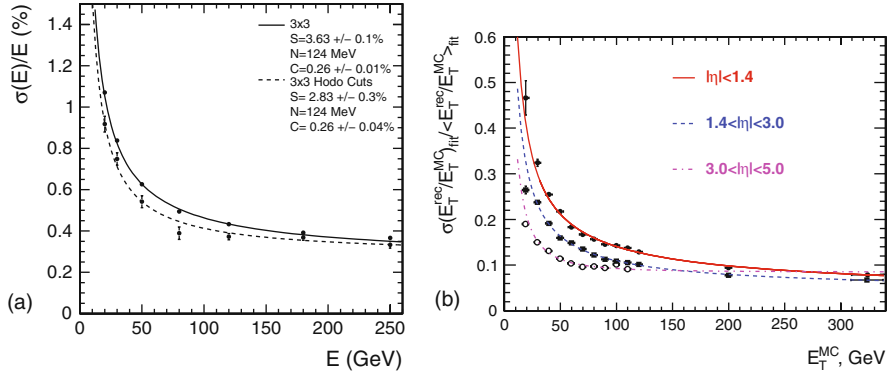 σ(E)/E (%)
1.4
1.2
1
0.8
0.6
0.4
0.2
0
0
50
100
150
200
250
E (GeV)
(a)
3x3
S=3.63 +/- 0.1%
N=124 MeV
C=0.26 +/- 0.01%
3x3 Hodo Cuts
S= 2.83 +/- 0.3%
N=124 MeV
C= 0.26 +/- 0.04%
σ(E_T^rec/E_T^MC)_fit/<E_T^rec/E_T^MC>_fit
0.6
0.5
0.4
0.3
0.2
0.1
0
0
50
100
150
200
250
300
E_T^MC, GeV
(b)
|η|<1.4
1.4<|η|<3.0
3.0<|η|<5.0